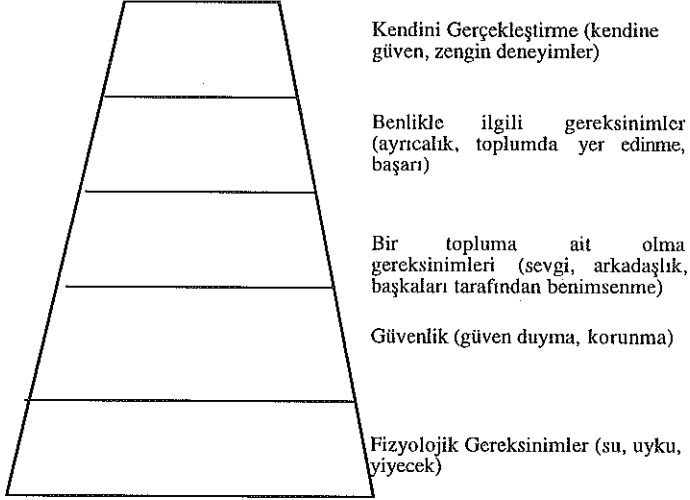 Kendini Gerçekleştirme (kendine
güven, zengin deneyimler)
Benlikle ilgili gereksinimler
(ayrıcalık, toplumda yer edinme,
başarı)
Bir topluma ait olma
gereksinimleri (sevgi, arkadaşlık,
başkaları tarafından benimsenme)
Güvenlik (güven duyma, korunma)
Fizyolojik Gereksinimler (su, uyku,
yiyecek)